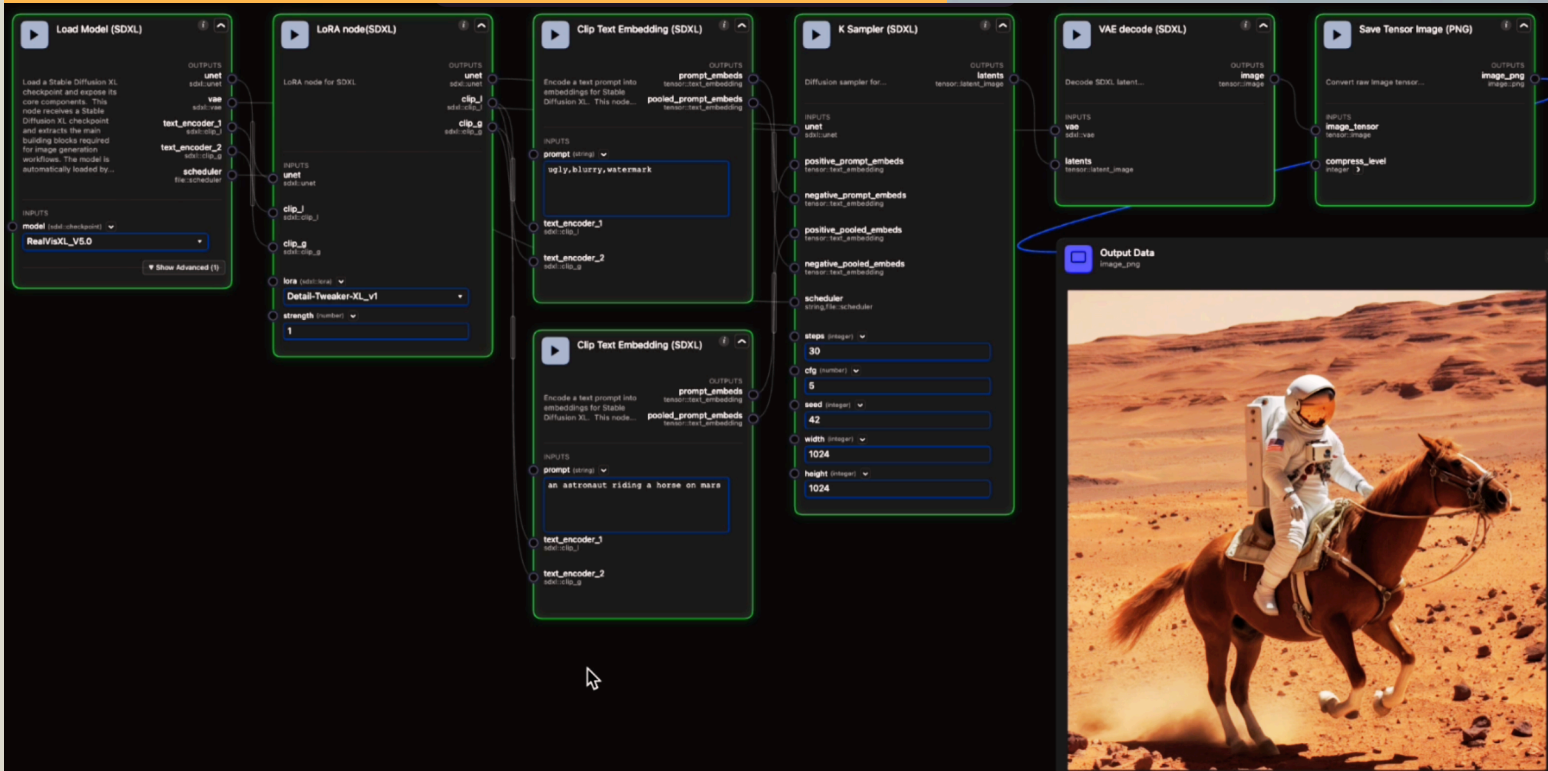 Load Model (SDXL)
i
OUTPUTS
unet
sdxl::unet
vae
sdxl::vae
text_encoder_1
sdxl::clip_l
text_encoder_2
sdxl::clip_g
scheduler
file::scheduler
Load a Stable Diffusion XL
checkpoint and expose its
core components. This
node receives a Stable
Diffusion XL checkpoint
and extracts the main
building blocks required
for image generation
workflows. The model is
automatically loaded by...
INPUTS
model (sdxl::checkpoint)
RealVisXL_V5.0
Show Advanced (1)
LoRA node(SDXL)
i
OUTPUTS
unet
sdxl::unet
clip_l
sdxl::clip_l
clip_g
sdxl::clip_g
LoRA node for SDXL
INPUTS
unet
sdxl::unet
clip_l
sdxl::clip_l
clip_g
sdxl::clip_g
lora (sdxl::lora)
Detail-Tweaker-XL_v1
strength (number)
1
Clip Text Embedding (SDXL)
i
OUTPUTS
prompt_embeds
tensor::text_embedding
pooled_prompt_embeds
tensor::text_embedding
Encode a text prompt into
embeddings for Stable
Diffusion XL. This node...
INPUTS
prompt (string)
ugly,blurry,watermark
text_encoder_1
sdxl::clip_l
text_encoder_2
sdxl::clip_g
Clip Text Embedding (SDXL)
i
OUTPUTS
prompt_embeds
tensor::text_embedding
pooled_prompt_embeds
tensor::text_embedding
Encode a text prompt into
embeddings for Stable
Diffusion XL. This node...
INPUTS
prompt (string)
an astronaut riding a horse on mars
text_encoder_1
sdxl::clip_l
text_encoder_2
sdxl::clip_g
K Sampler (SDXL)
i
OUTPUTS
latents
tensor::latent_image
Diffusion sampler for...
INPUTS
unet
sdxl::unet
positive_prompt_embeds
tensor::text_embedding
negative_prompt_embeds
tensor::text_embedding
positive_pooled_embeds
tensor::text_embedding
negative_pooled_embeds
tensor::text_embedding
scheduler
string,file::scheduler
steps (integer)
30
cfg (number)
5
seed (integer)
42
width (integer)
1024
height (integer)
1024
VAE decode (SDXL)
i
OUTPUTS
image
tensor::image
Decode SDXL latent...
INPUTS
vae
sdxl::vae
latents
tensor::latent_image
Save Tensor Image (PNG)
i
OUTPUTS
image_png
image::png
Convert raw image tensor...
INPUTS
image_tensor
tensor::image
compress_level
integer
Output Data
image_png